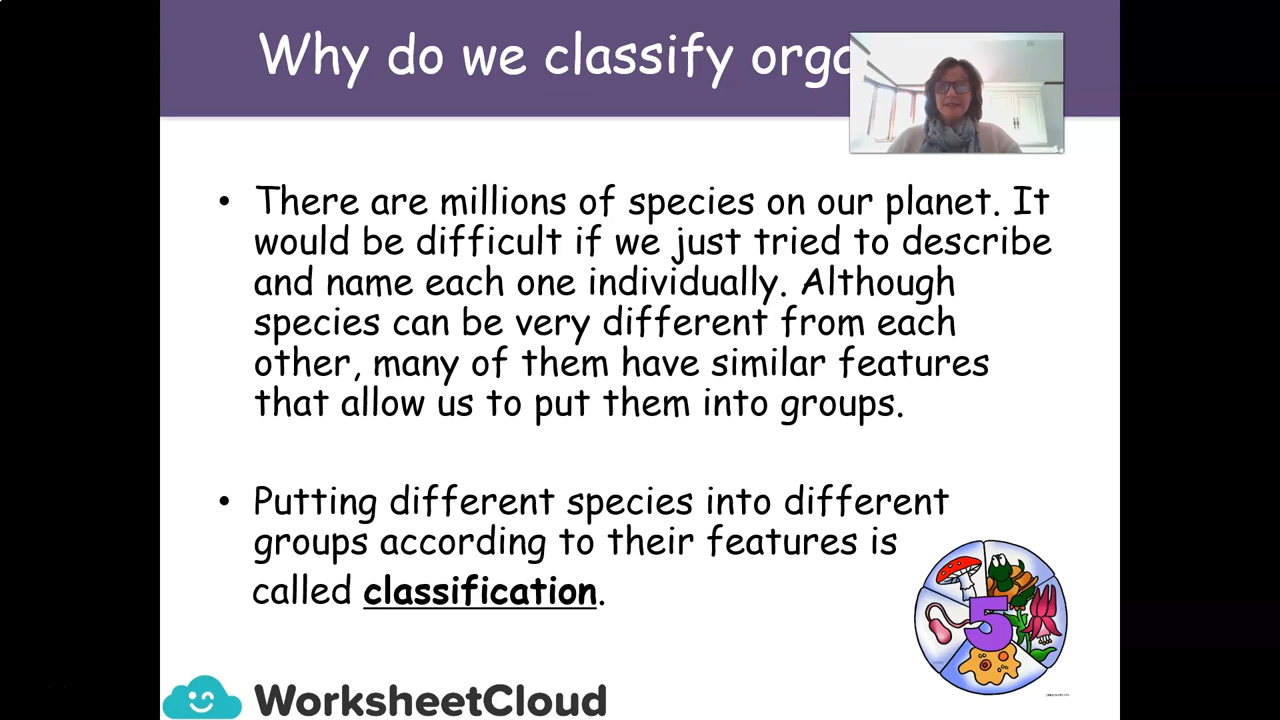 Why do we classify orga
• There are millions of species on our planet. It
would be difficult if we just tried to describe
and name each one individually. Although
species can be very different from each
other, many of them have similar features
that allow us to put them into groups.
• Putting different species into different
groups according to their features is
called classification.
5
WorksheetCloud